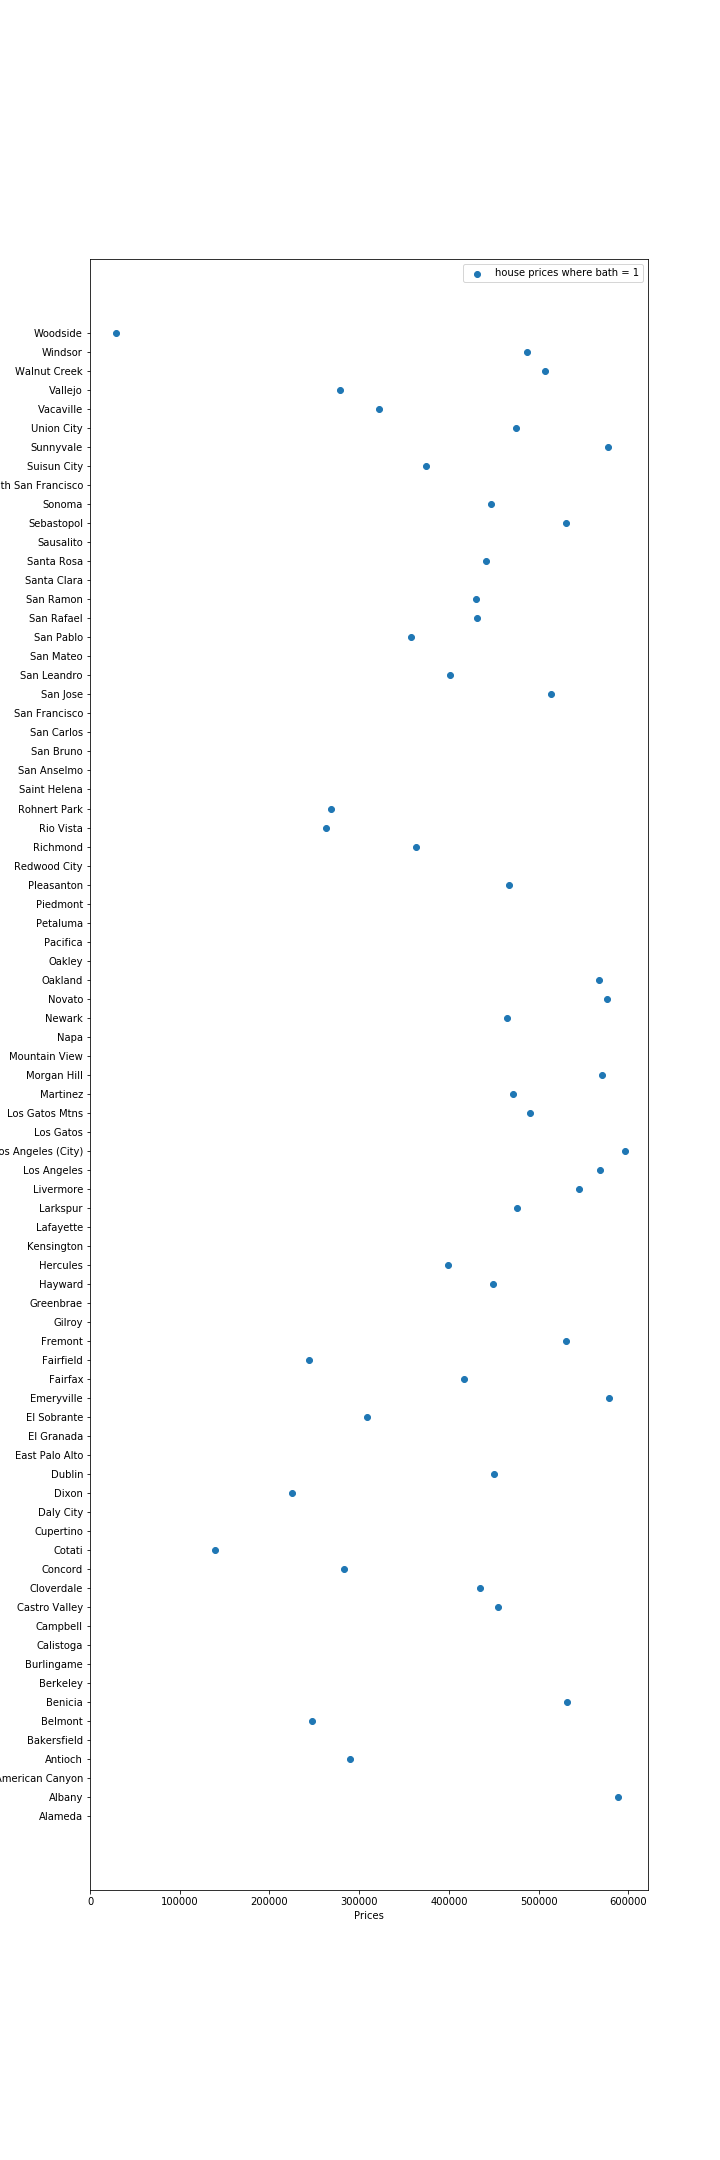 house prices where bath = 1
Woodside
Windsor
Walnut Creek
Vallejo
Vacaville
Union City
Sunnyvale
Suisun City
th San Francisco
Sonoma
Sebastopol
Sausalito
Santa Rosa
Santa Clara
San Ramon
San Rafael
San Pablo
San Mateo
San Leandro
San Jose
San Francisco
San Carlos
San Bruno
San Anselmo
Saint Helena
Rohnert Park
Rio Vista
Richmond
Redwood City
Pleasanton
Piedmont
Petaluma
Pacifica
Oakley
Oakland
Novato
Newark
Napa
Mountain View
Morgan Hill
Martinez
Los Gatos Mtns
Los Gatos
os Angeles (City)
Los Angeles
Livermore
Larkspur
Lafayette
Kensington
Hercules
Hayward
Greenbrae
Gilroy
Fremont
Fairfield
Fairfax
Emeryville
El Sobrante
El Granada
East Palo Alto
Dublin
Dixon
Daly City
Cupertino
Cotati
Concord
Cloverdale
Castro Valley
Campbell
Calistoga
Burlingame
Berkeley
Benicia
Belmont
Bakersfield
Antioch
American Canyon
Albany
Alameda
0 100000 200000 300000 400000 500000 600000
Prices